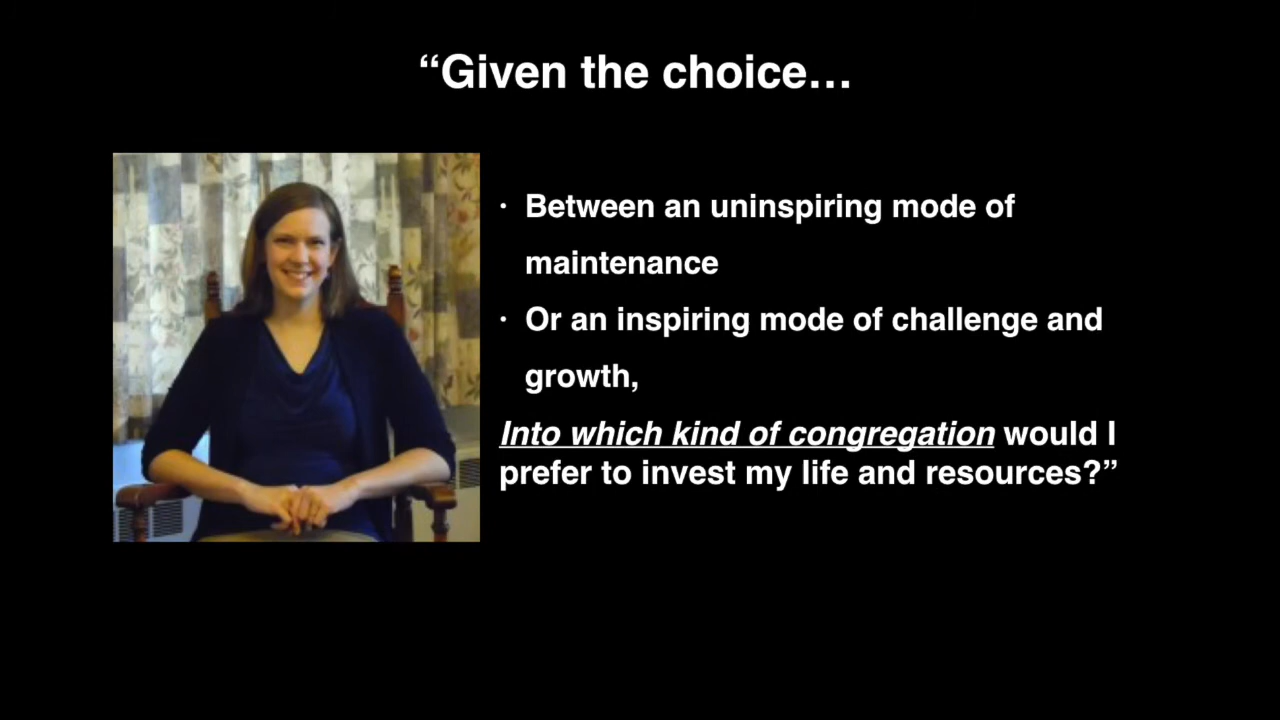 “Given the choice…
• Between an uninspiring mode of
maintenance
• Or an inspiring mode of challenge and
growth,
Into which kind of congregation would I
prefer to invest my life and resources?”